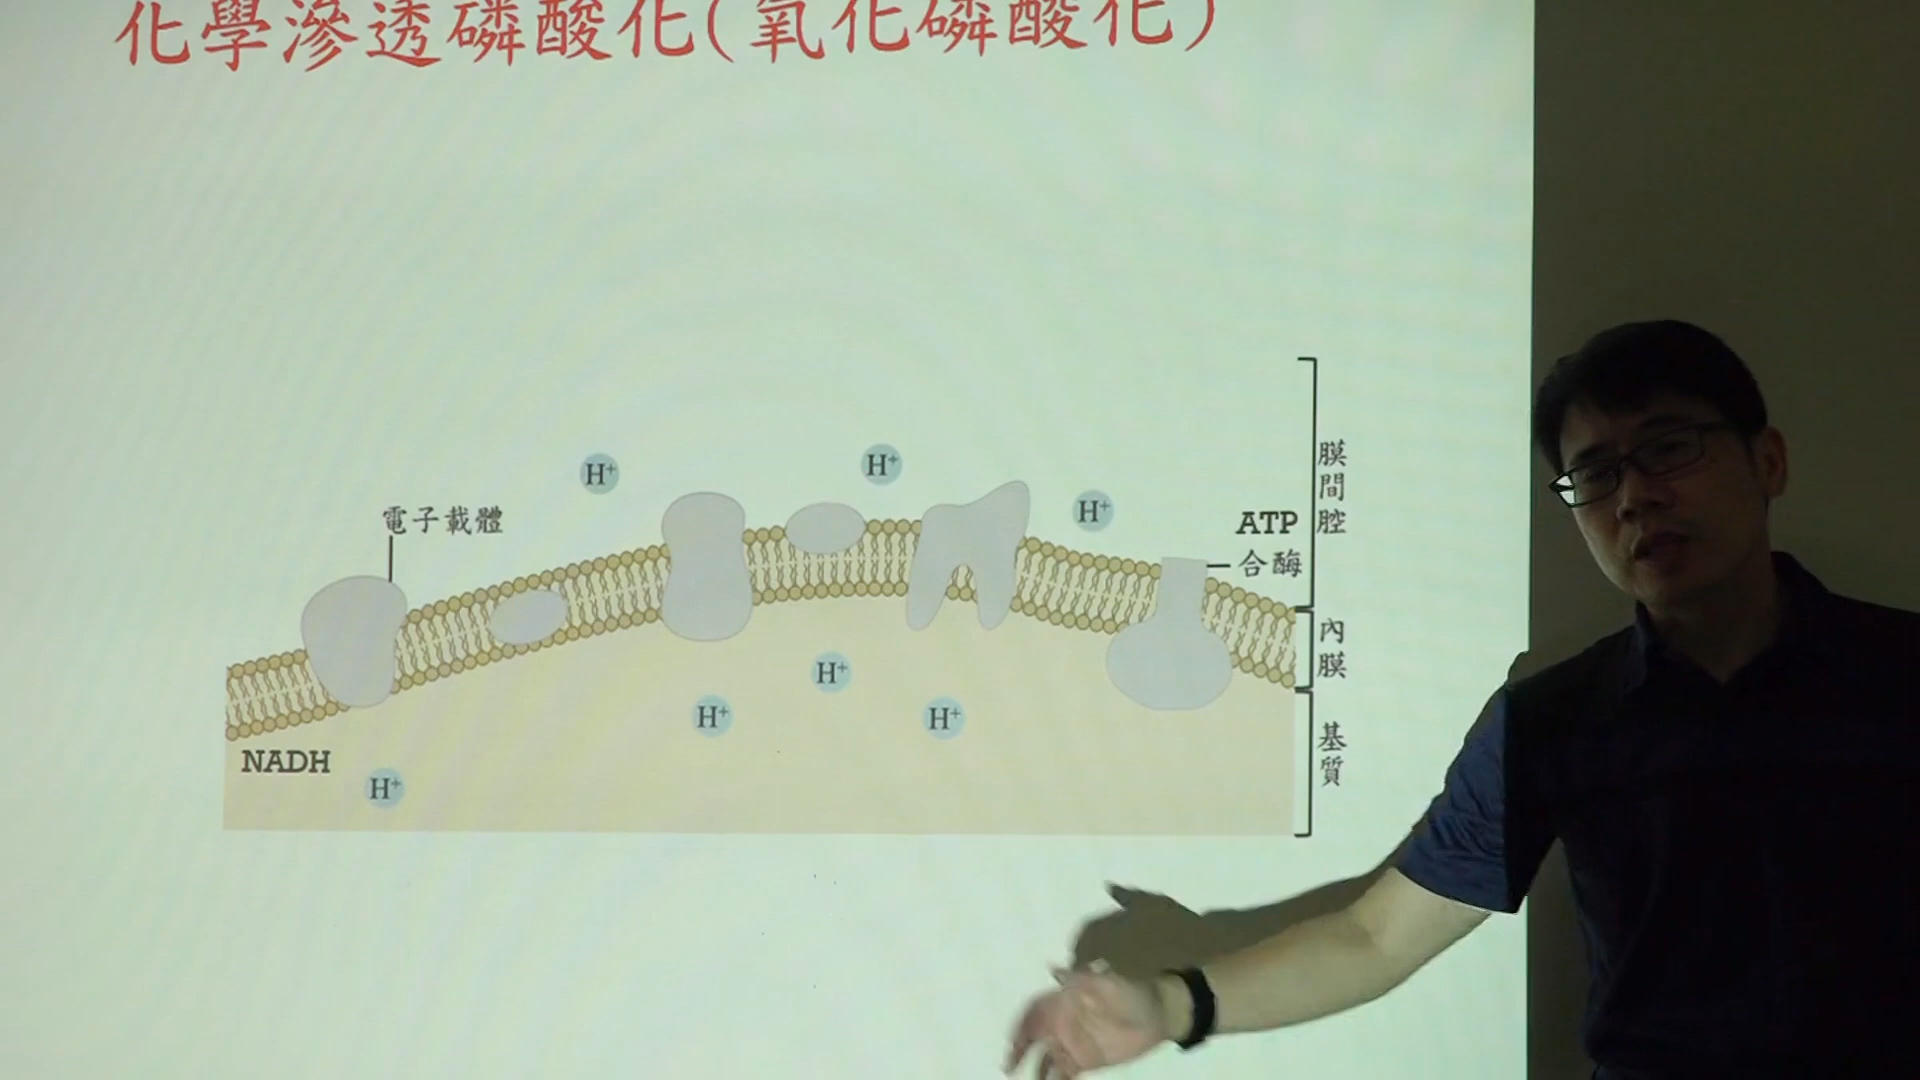 化學滲透磷酸化(氧化磷酸化)
H⁺
H⁺
電子載體
H⁺
ATP
合酶
膜間腔
內膜
H⁺
H⁺
H⁺
基質
NADH
H⁺